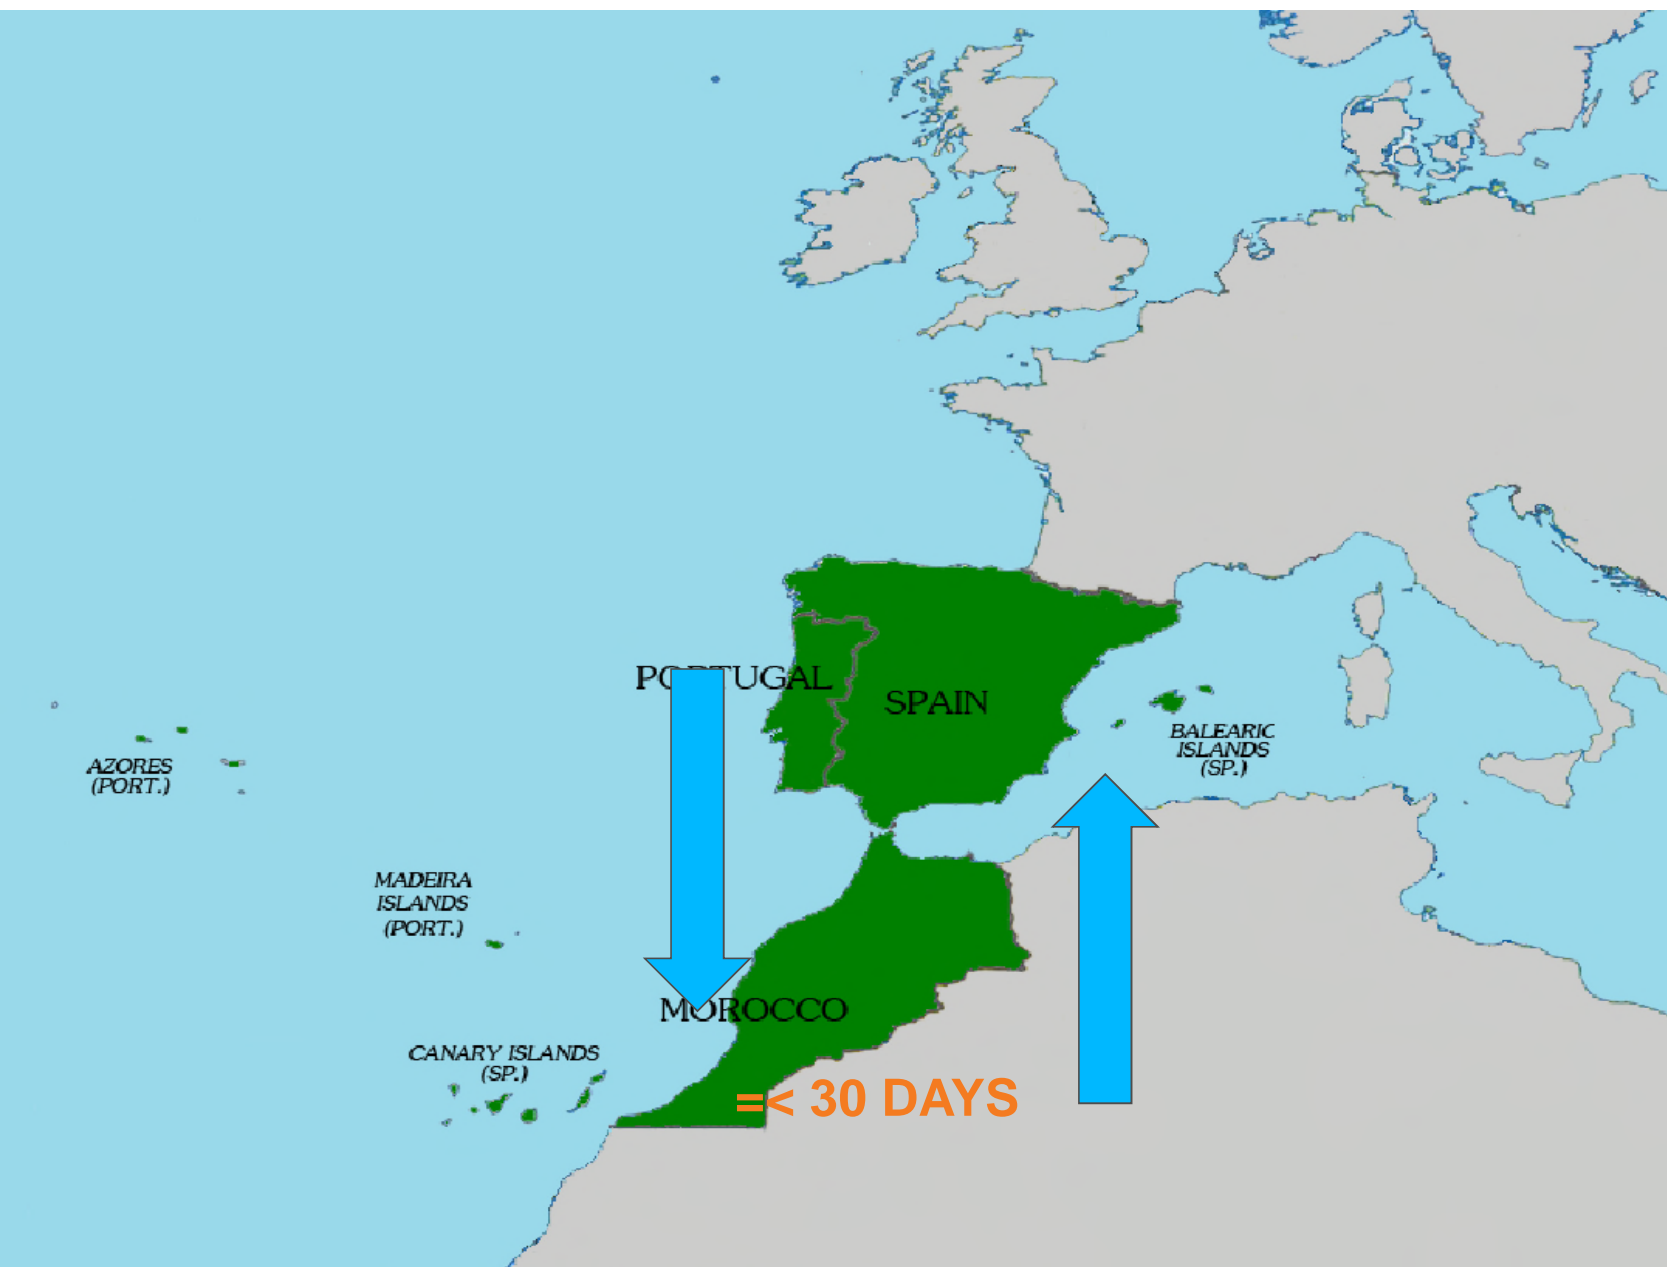 PORTUGAL
SPAIN
BALEARIC
ISLANDS
(SP.)
AZORES
(PORT.)
MADEIRA
ISLANDS
(PORT.)
MOROCCO
CANARY ISLANDS
(SP.)
=< 30 DAYS